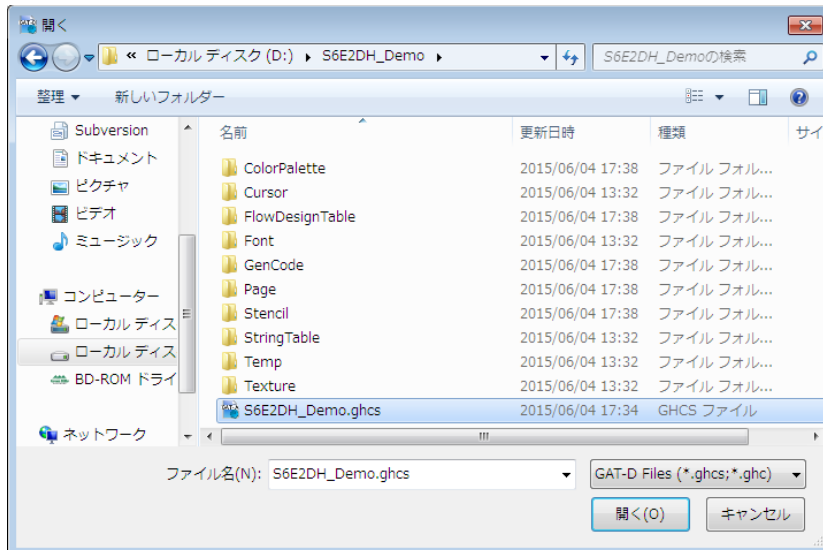 開く
« ローカル ディスク (D:) ▸ S6E2DH_Demo ▸ S6E2DH_Demoの検索
整理 ▼ 新しいフォルダー
名前 更新日時 種類 サイ
Subversion
ドキュメント
ピクチャ
ビデオ
ミュージック
コンピューター
ローカル ディス
ローカル ディス
BD-ROM ドライ
ネットワーク
ColorPalette 2015/06/04 17:38 ファイル フォル...
Cursor 2015/06/04 13:32 ファイル フォル...
FlowDesignTable 2015/06/04 17:38 ファイル フォル...
Font 2015/06/04 13:32 ファイル フォル...
GenCode 2015/06/04 17:38 ファイル フォル...
Page 2015/06/04 17:38 ファイル フォル...
Stencil 2015/06/04 17:38 ファイル フォル...
StringTable 2015/06/04 13:32 ファイル フォル...
Temp 2015/06/04 13:32 ファイル フォル...
Texture 2015/06/04 13:32 ファイル フォル...
S6E2DH_Demo.ghcs 2015/06/04 17:34 GHCS ファイル
ファイル名(N): S6E2DH_Demo.ghcs GAT-D Files (*.ghcs;*.ghc)
開く(O) キャンセル